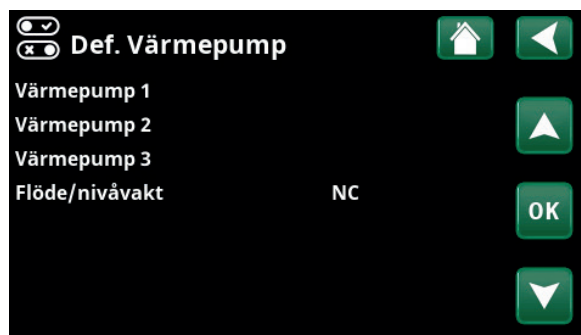 Def. Värmepump
Värmepump 1
Värmepump 2
Värmepump 3
Flöde/nivåvakt NC
OK